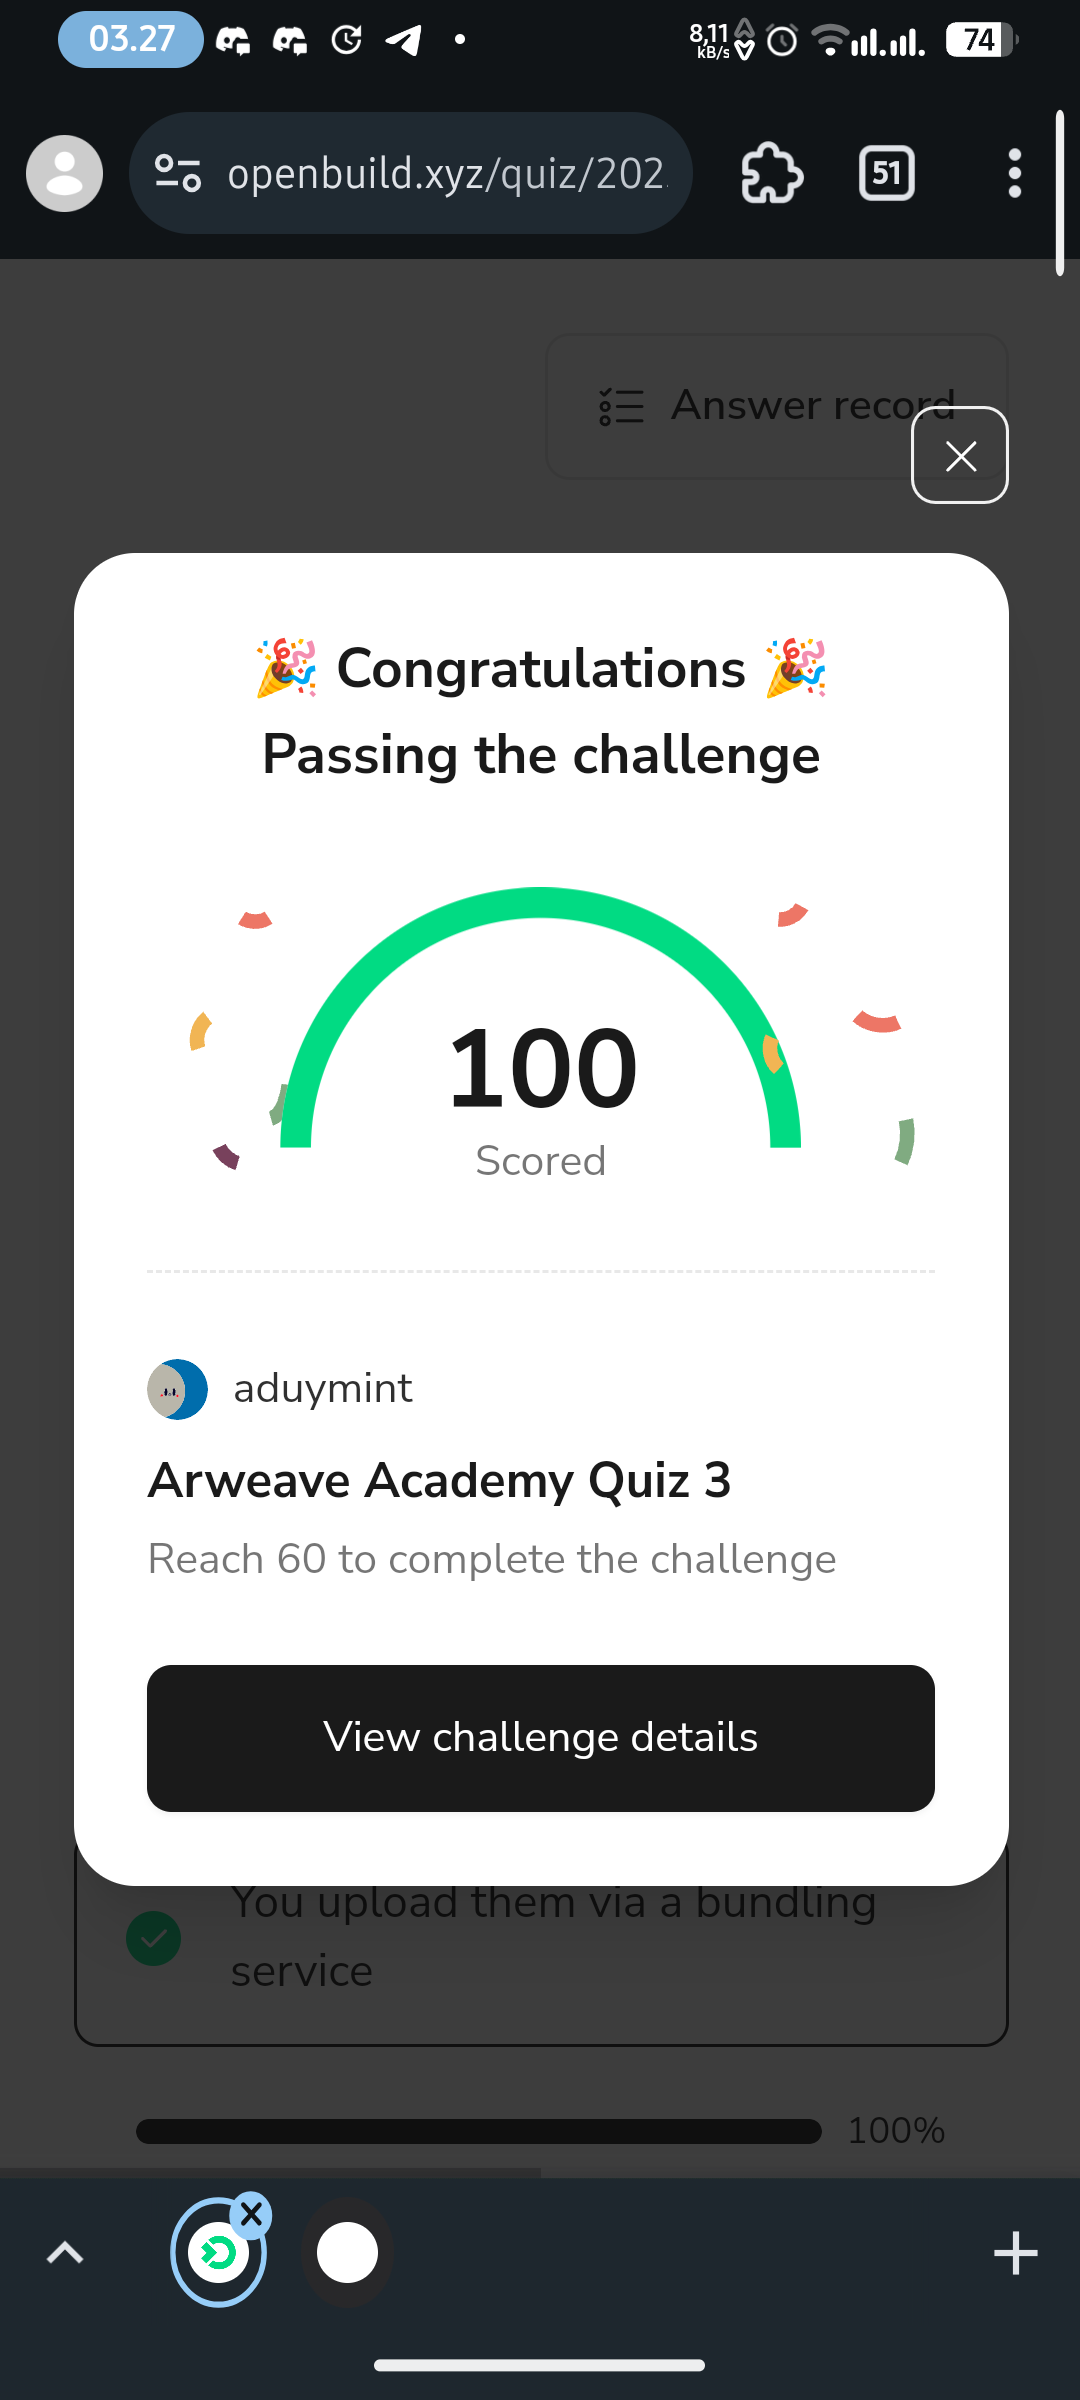 03.27
8,11
kB/s
74
openbuild.xyz/quiz/202
51
Answer record
🎉 Congratulations 🎉
Passing the challenge
100
Scored
aduymint
Arweave Academy Quiz 3
Reach 60 to complete the challenge
View challenge details
You upload them via a bundling
service
100%